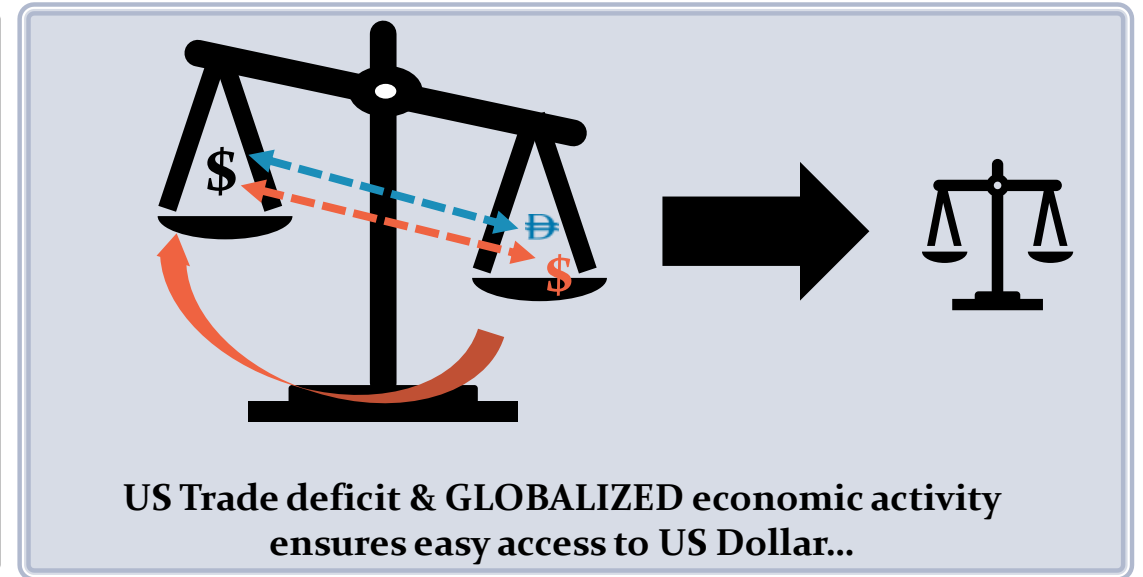 $
Đ
$
US Trade deficit & GLOBALIZED economic activity
ensures easy access to US Dollar...